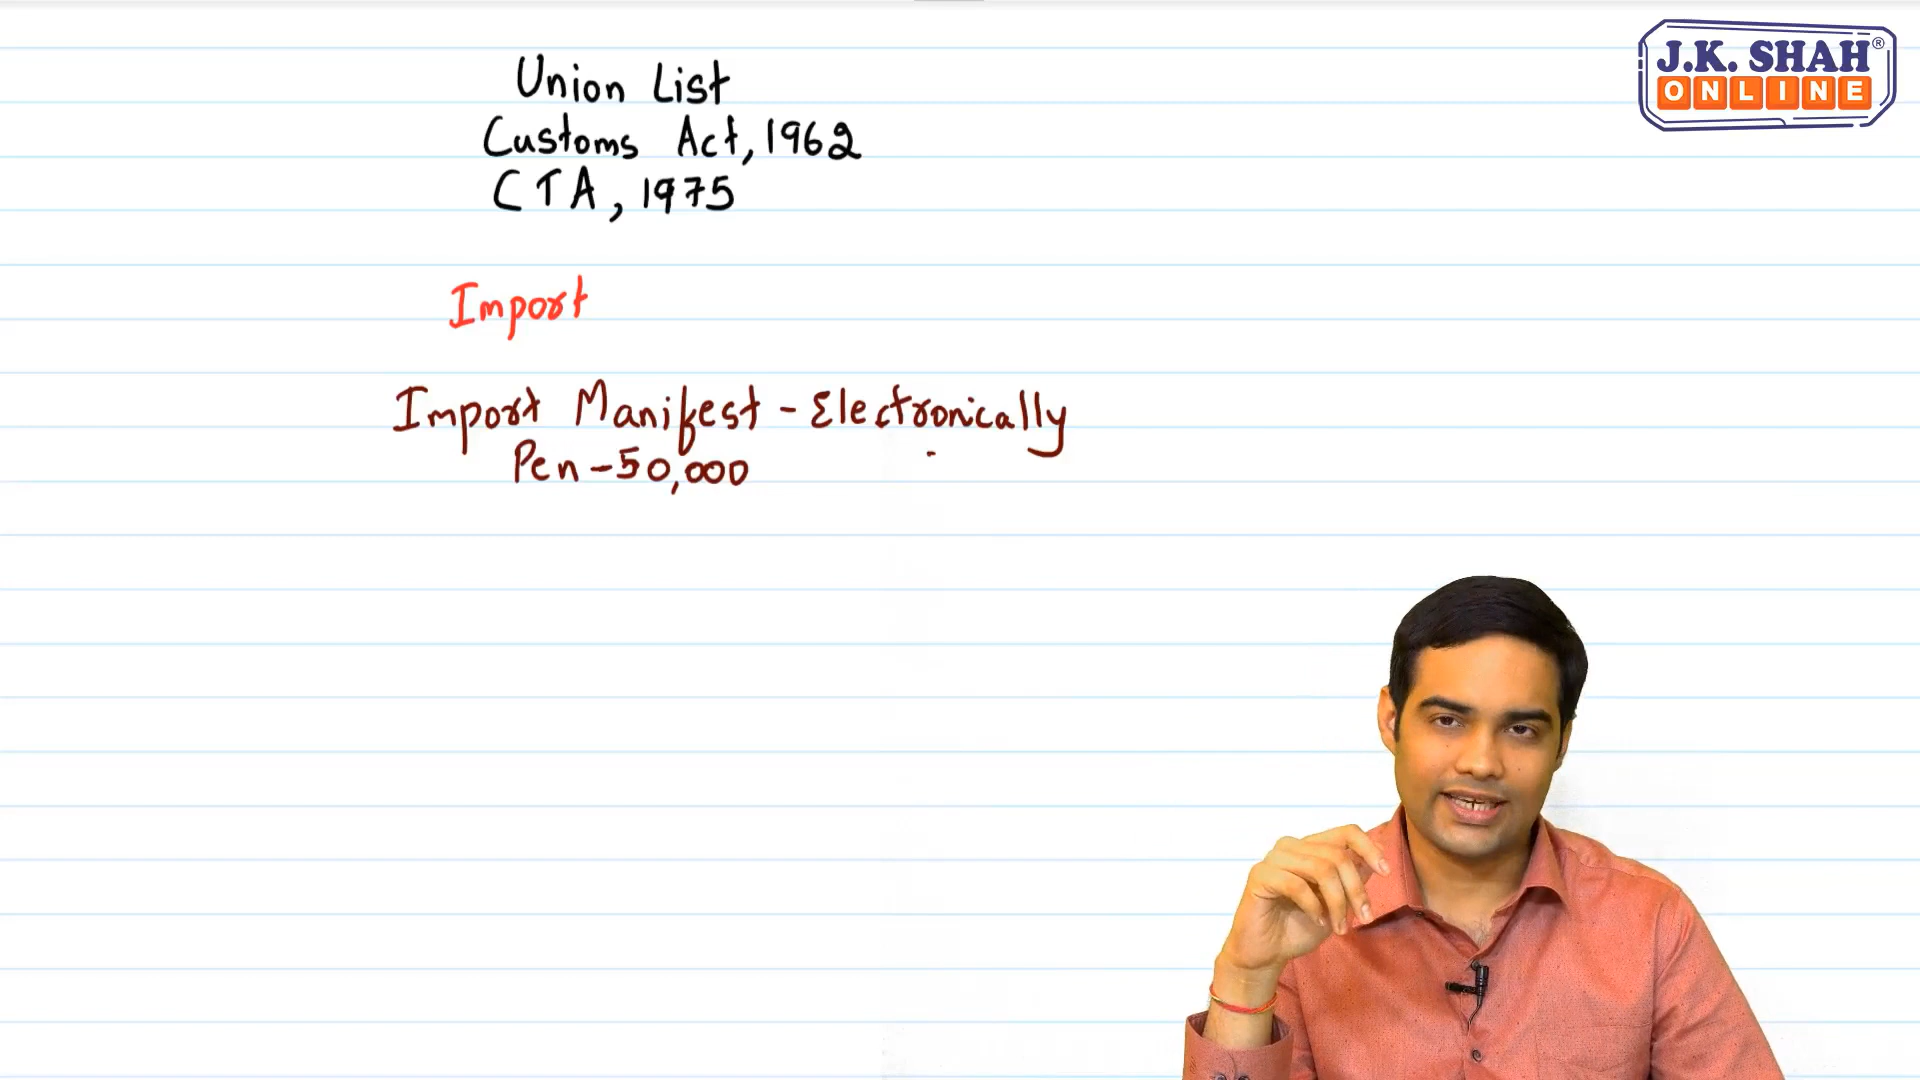 Union List
Customs Act, 1962
CTA, 1975
Import
Import Manifest - Electronically
Pen - 50,000
J.K. SHAH®
ONLINE